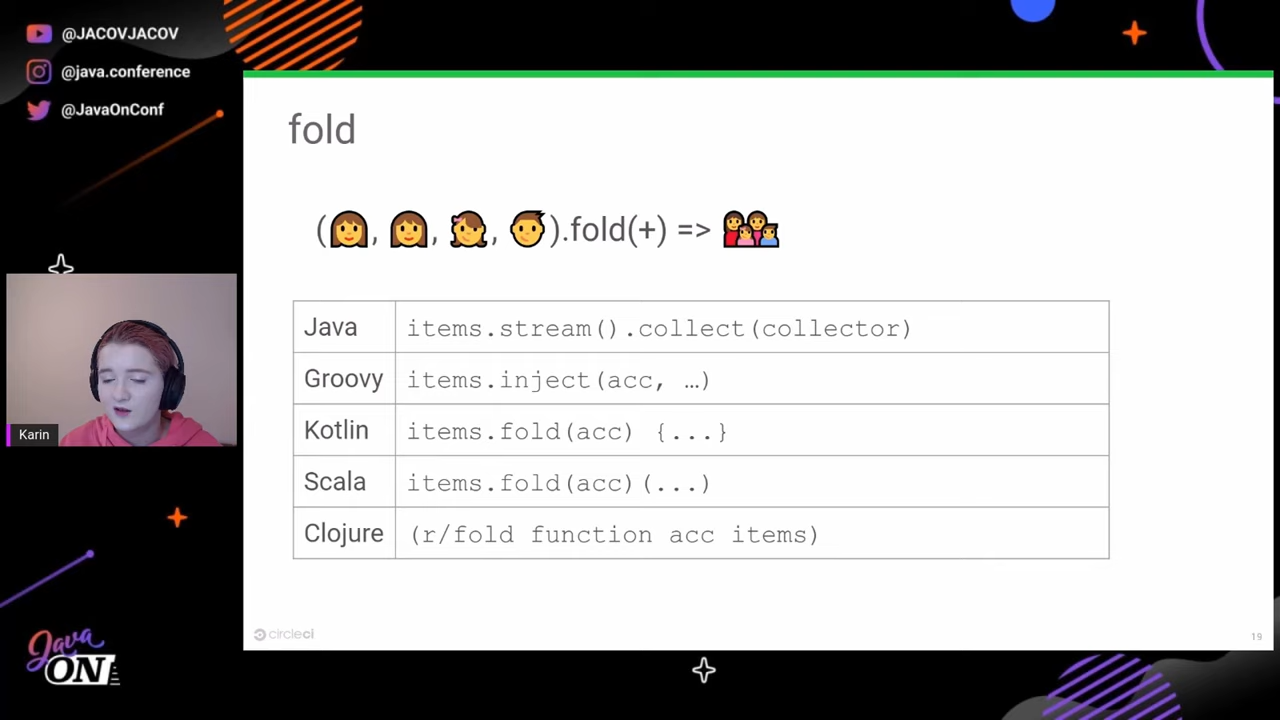 @JACOVJACOV
@java.conference
@JavaOnConf
fold
(👩, 👩, 👧, 👦).fold(+) => 👩‍👩‍👧‍👦
Java items.stream().collect(collector)
Groovy items.inject(acc, …)
Kotlin items.fold(acc) {...}
Scala items.fold(acc)(...)
Clojure (r/fold function acc items)
Karin
circleci
19
Java
ON